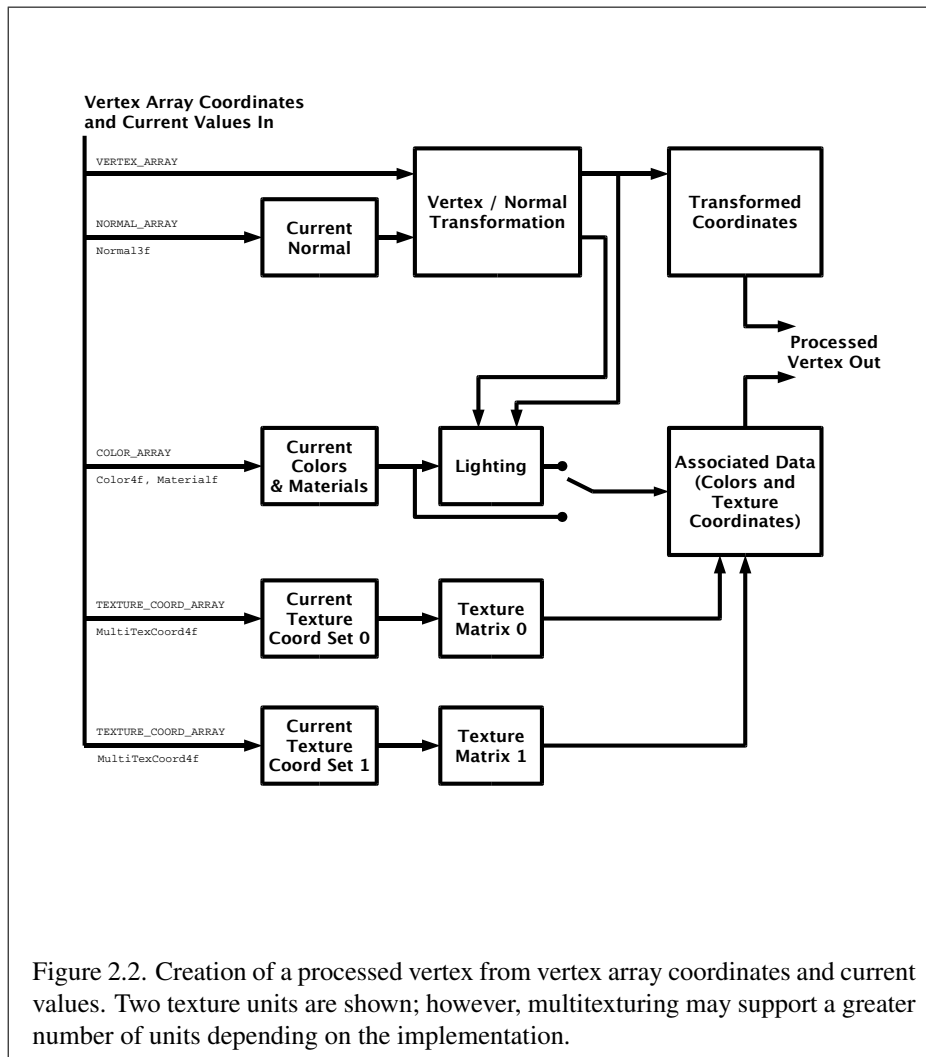 Vertex Array Coordinates
and Current Values In
VERTEX_ARRAY
Vertex / Normal
Transformation
Transformed
Coordinates
NORMAL_ARRAY
Normal3f
Current
Normal
Processed
Vertex Out
COLOR_ARRAY
Color4f, Materialf
Current
Colors
& Materials
Lighting
Associated Data
(Colors and
Texture
Coordinates)
TEXTURE_COORD_ARRAY
MultiTexCoord4f
Current
Texture
Coord Set 0
Texture
Matrix 0
TEXTURE_COORD_ARRAY
MultiTexCoord4f
Current
Texture
Coord Set 1
Texture
Matrix 1
Figure 2.2. Creation of a processed vertex from vertex array coordinates and current
values. Two texture units are shown; however, multitexturing may support a greater
number of units depending on the implementation.